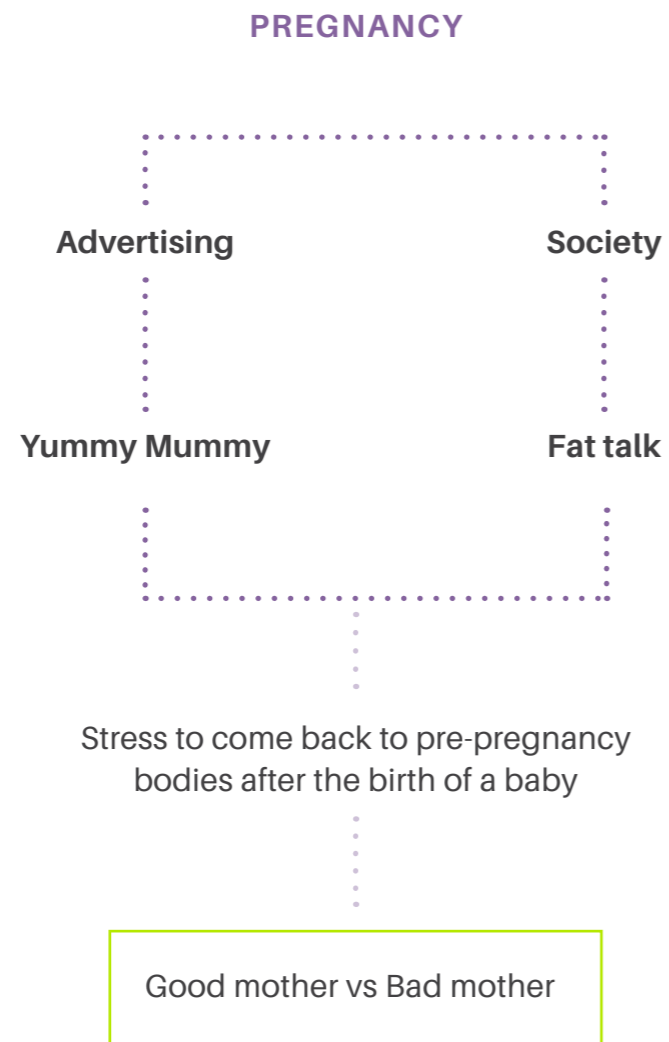 PREGNANCY
Advertising
Society
Yummy Mummy
Fat talk
Stress to come back to pre-pregnancy
bodies after the birth of a baby
Good mother vs Bad mother